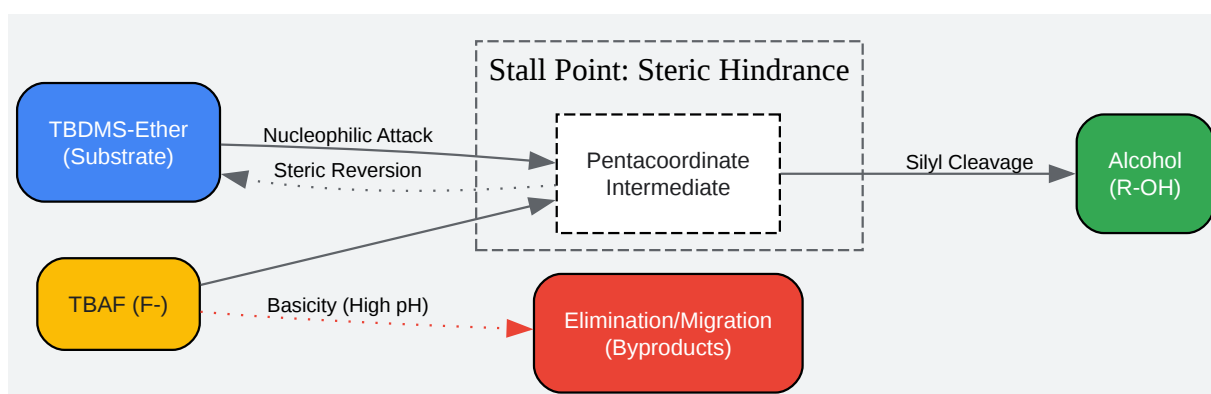 Stall Point: Steric Hindrance
TBDMS-Ether
(Substrate)
Nucleophilic Attack
Steric Reversion
Pentacoordinate
Intermediate
Silyl Cleavage
Alcohol
(R-OH)
TBAF (F-)
Basicity (High pH)
Elimination/Migration
(Byproducts)